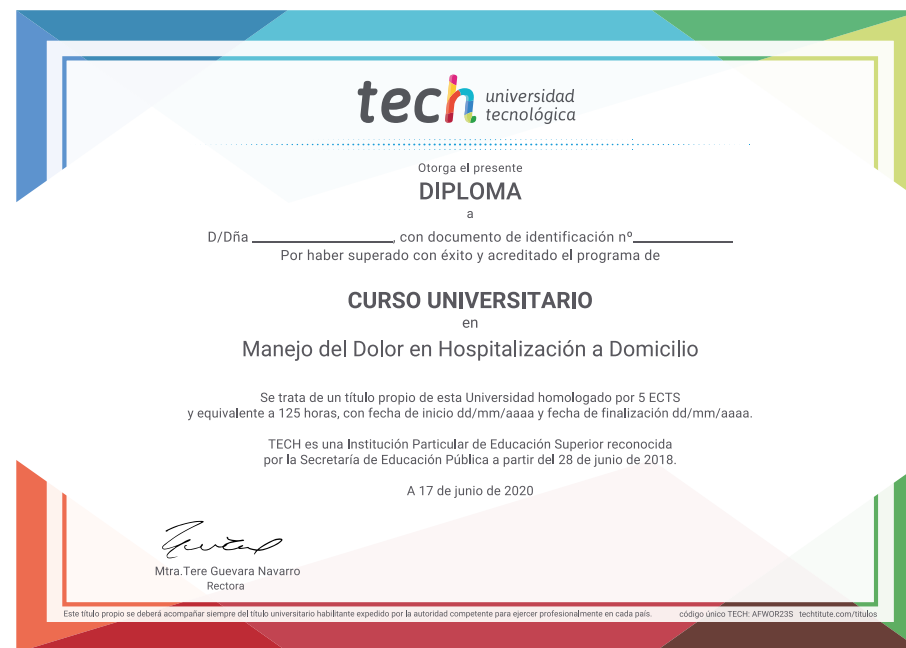 tech universidad
tecnológica
Otorga el presente
DIPLOMA
a
D/Dña ____________________, con documento de identificación nº______________
Por haber superado con éxito y acreditado el programa de
CURSO UNIVERSITARIO
en
Manejo del Dolor en Hospitalización a Domicilio
Se trata de un título propio de esta Universidad homologado por 5 ECTS
y equivalente a 125 horas, con fecha de inicio dd/mm/aaaa y fecha de finalización dd/mm/aaaa.
TECH es una Institución Particular de Educación Superior reconocida
por la Secretaría de Educación Pública a partir del 28 de junio de 2018.
A 17 de junio de 2020
Mtra.Tere Guevara Navarro
Rectora
Este título propio se deberá acompañar siempre del título universitario habilitante expedido por la autoridad competente para ejercer profesionalmente en cada país. código único TECH: AFWOR23S techtitute.com/titulos